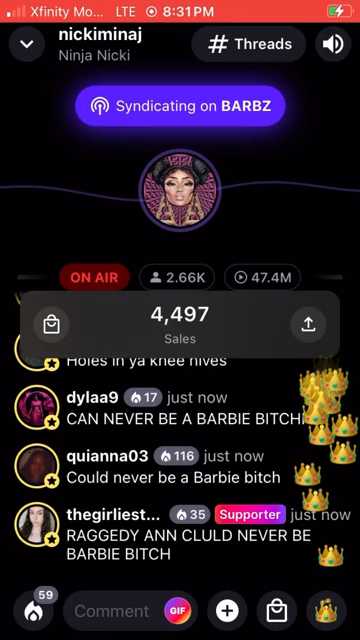 Xfinity Mo... LTE 8:31PM
nickiminaj
Ninja Nicki
# Threads
Syndicating on BARBZ
ON AIR 2.66K 47.4M
4,497
Sales
Holes in ya knee hives
dylaa9 17 just now
CAN NEVER BE A BARBIE BITCH
quianna03 116 just now
Could never be a Barbie bitch
thegirliest... 35 Supporter just now
RAGGEDY ANN CLULD NEVER BE
BARBIE BITCH
59
Comment GIF